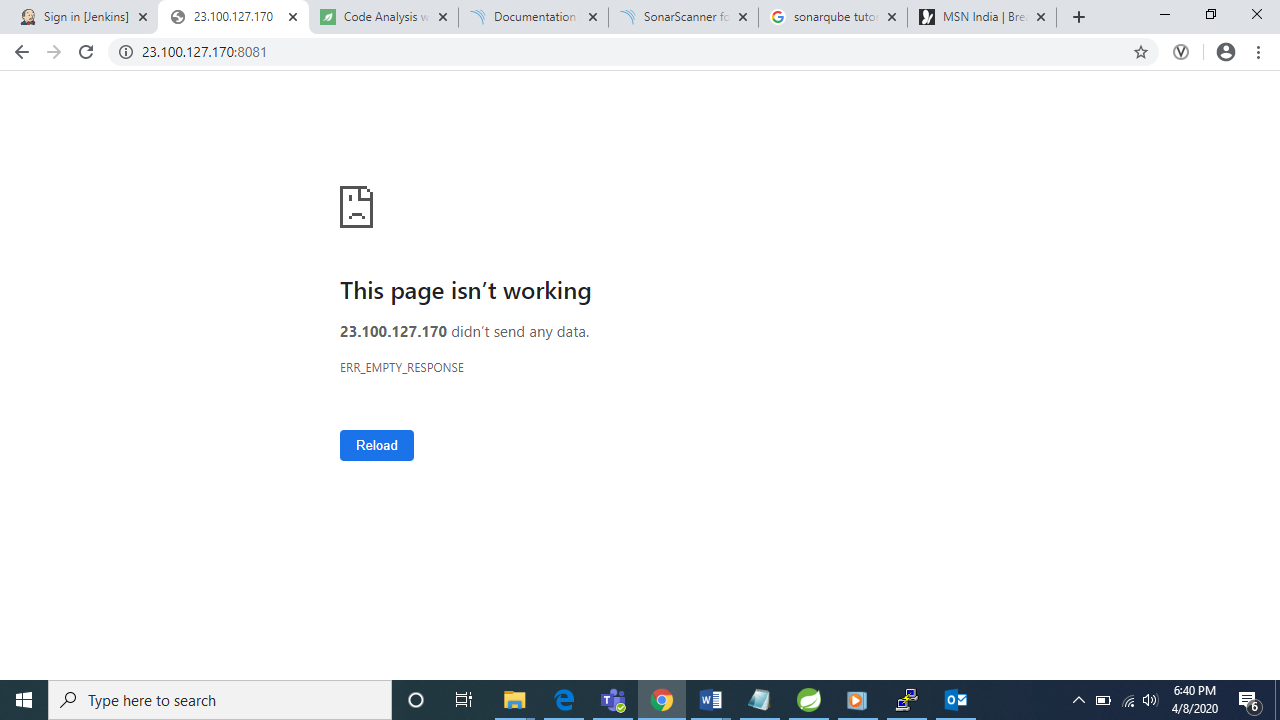 Sign in [Jenkins]
23.100.127.170
Code Analysis w
Documentation
SonarScanner fo
sonarqube tuto
MSN India | Bre
23.100.127.170:8081
This page isn’t working
23.100.127.170 didn’t send any data.
ERR_EMPTY_RESPONSE
Reload
Type here to search
6:40 PM
4/8/2020
6